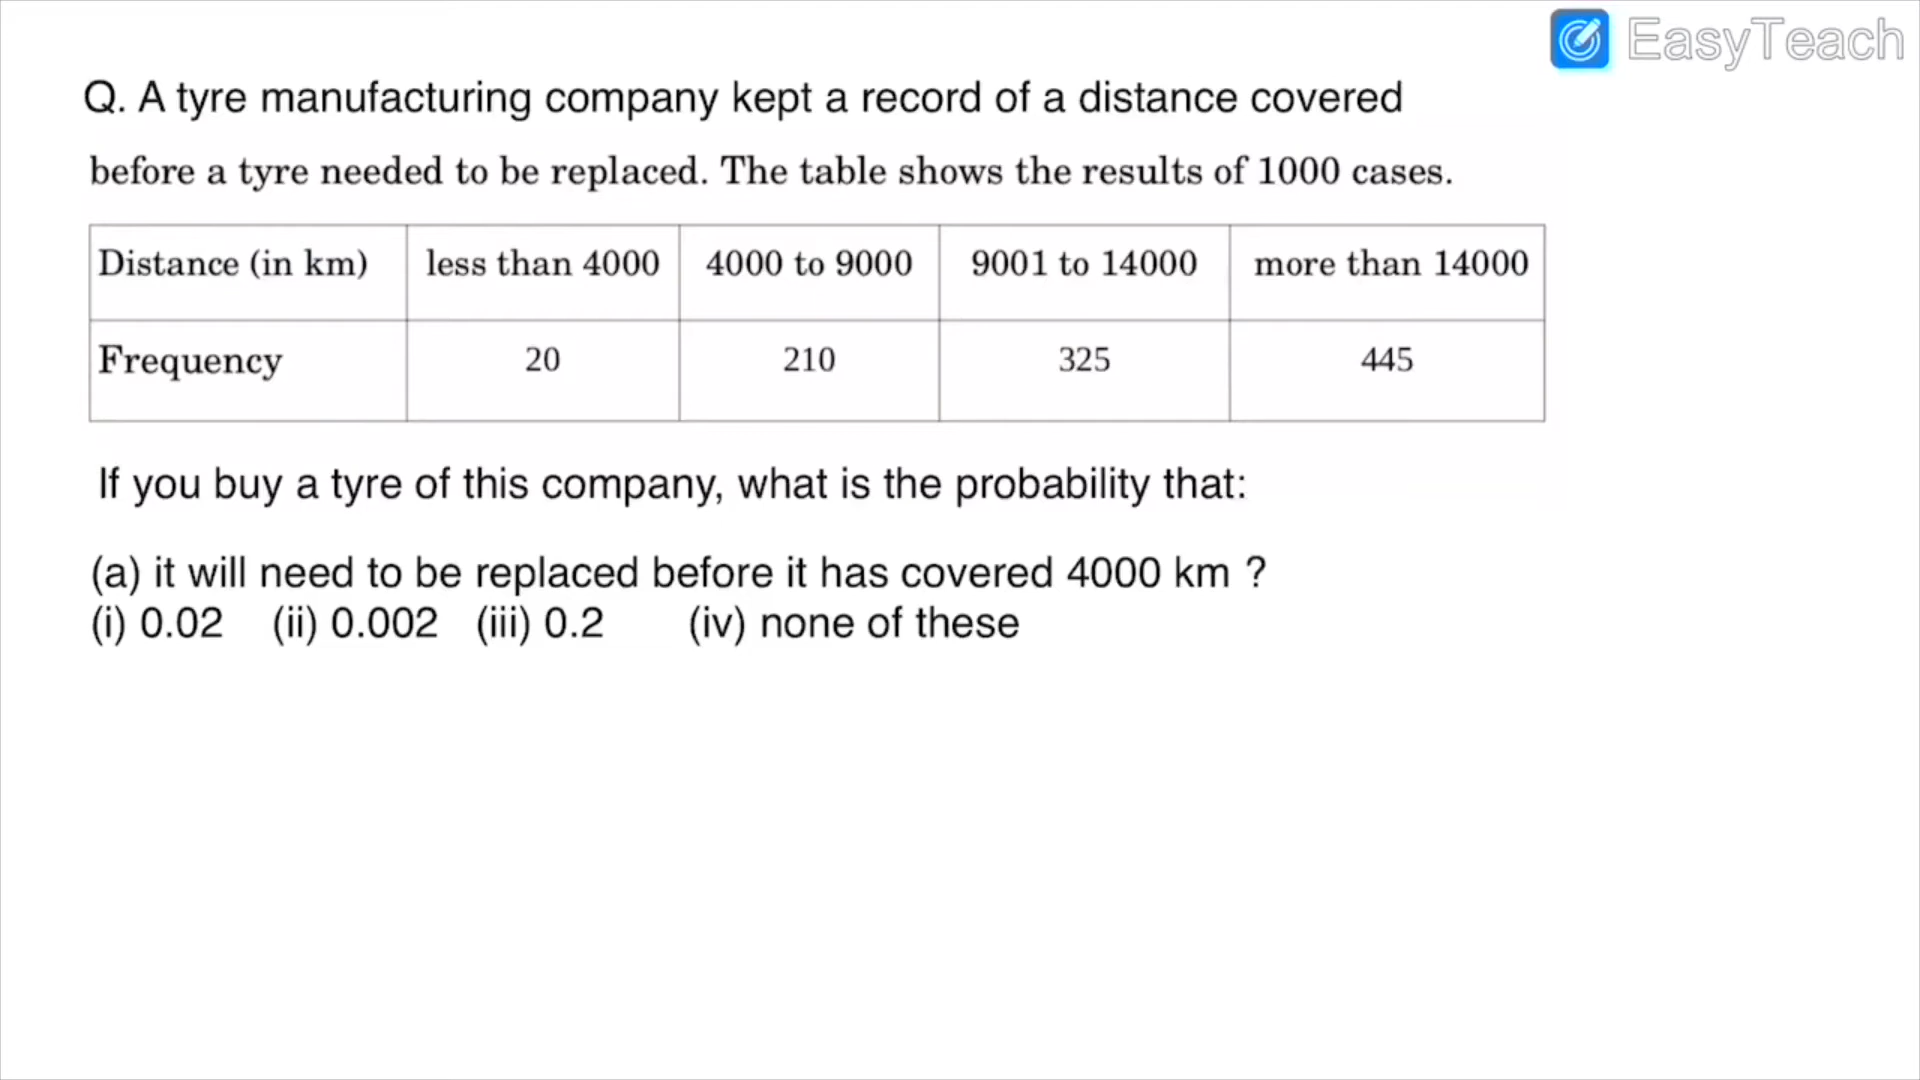 EasyTeach
Q. A tyre manufacturing company kept a record of a distance covered
before a tyre needed to be replaced. The table shows the results of 1000 cases.
Distance (in km) less than 4000 4000 to 9000 9001 to 14000 more than 14000
Frequency 20 210 325 445
If you buy a tyre of this company, what is the probability that:
(a) it will need to be replaced before it has covered 4000 km ?
(i) 0.02 (ii) 0.002 (iii) 0.2 (iv) none of these